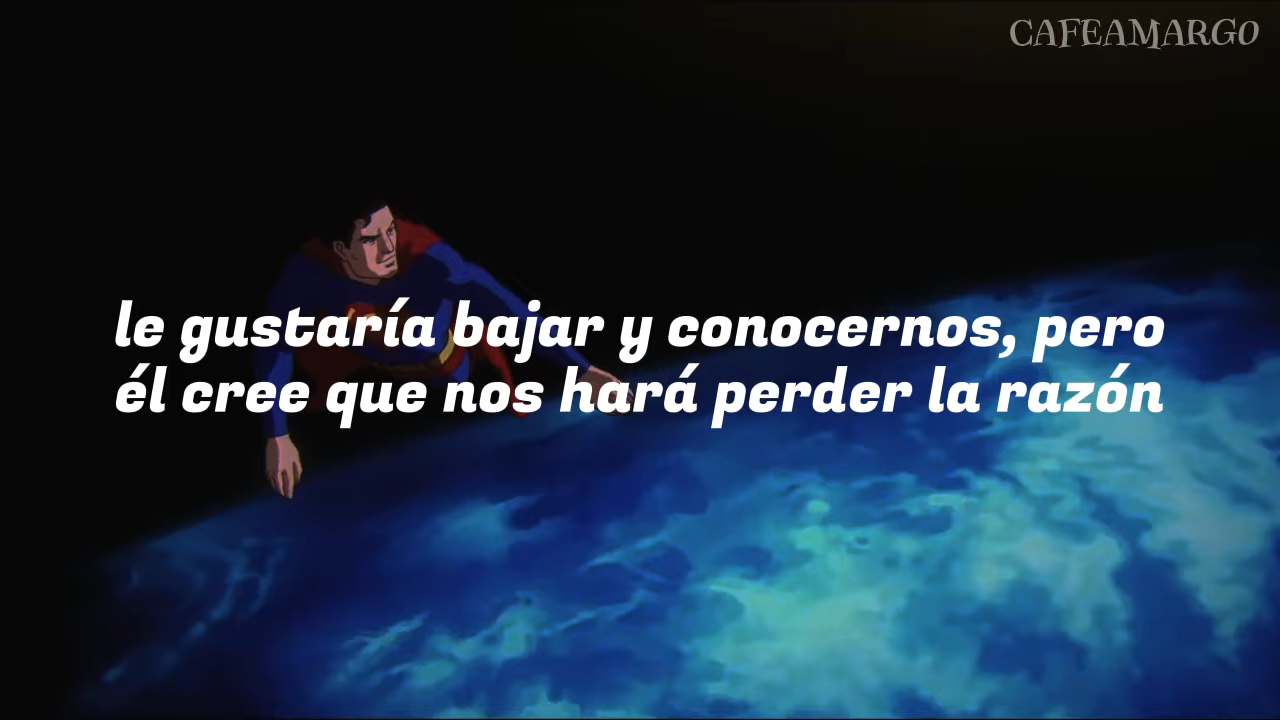 CAFEAMARGO
le gustaría bajar y conocernos, pero
él cree que nos hará perder la razón